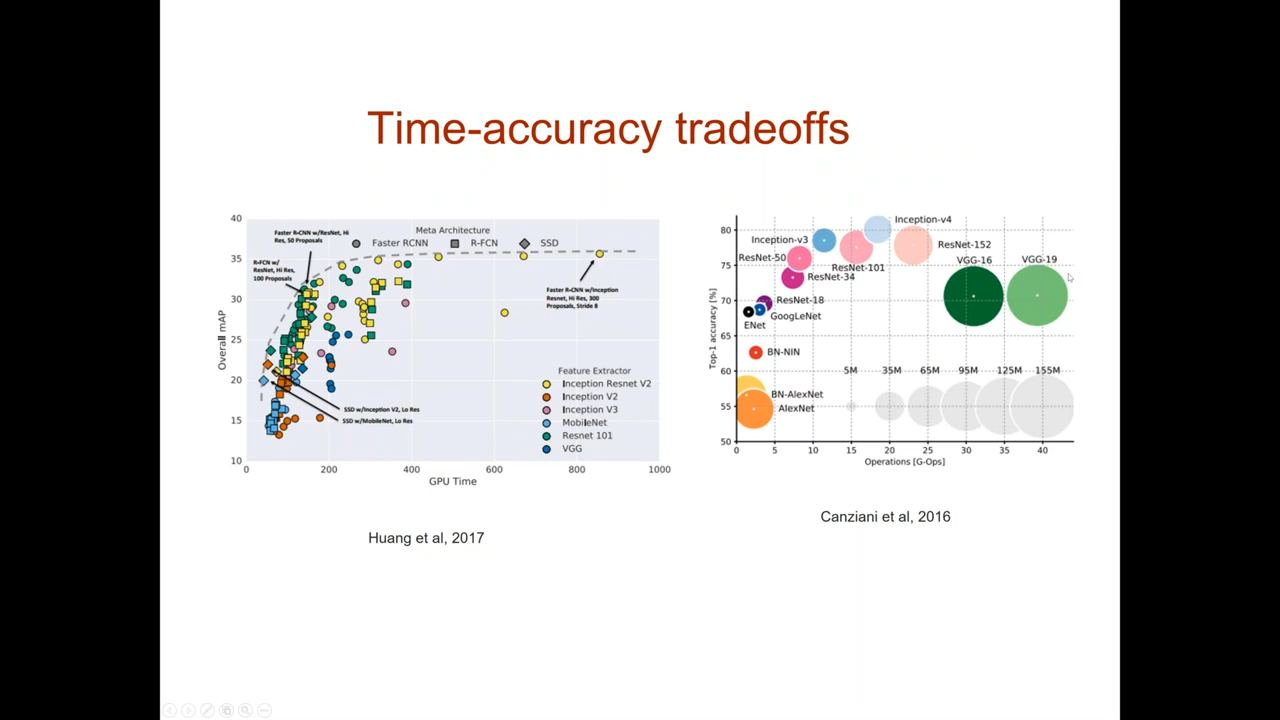 Time-accuracy tradeoffs
40
35
30
25
20
15
10
Overall mAP
0
200
400
600
800
1000
GPU Time
Meta Architecture
Faster RCNN
R-FCN
SSD
Faster R-CNN w/ResNet, Hi
Res, 50 Proposals
R-FCN w/
ResNet, Hi Res,
100 Proposals
Faster R-CNN w/Inception
Resnet, Hi Res, 300
Proposals, Stride 8
SSD w/Inception V2, Lo Res
SSD w/MobileNet, Lo Res
Feature Extractor
Inception Resnet V2
Inception V2
Inception V3
MobileNet
Resnet 101
VGG
Huang et al, 2017
80
75
70
65
60
55
50
Top-1 accuracy [%]
0
5
10
15
20
25
30
35
40
Operations [G-Ops]
Inception-v4
Inception-v3
ResNet-152
ResNet-50
ResNet-101
VGG-16
VGG-19
ResNet-34
ResNet-18
GoogLeNet
ENet
BN-NIN
5M
35M
65M
95M
125M
155M
BN-AlexNet
AlexNet
Canziani et al, 2016